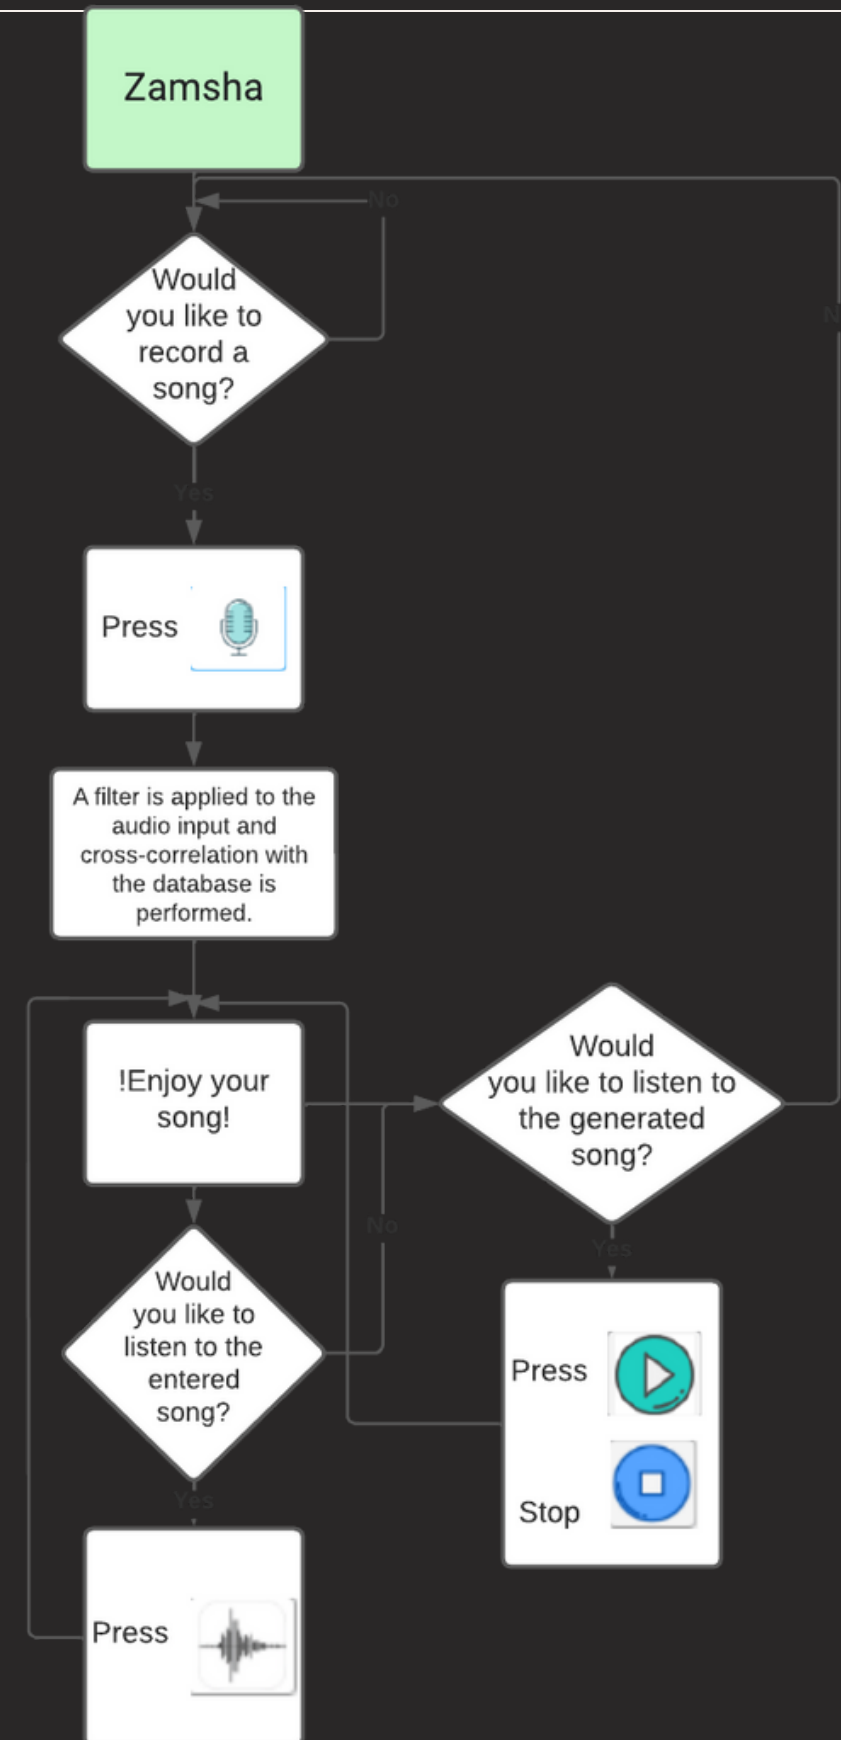 Zamsha
No
Would
you like to
record a
song?
Yes
Press
A filter is applied to the
audio input and
cross-correlation with
the database is
performed.
!Enjoy your
song!
Would
you like to listen to
the generated
song?
No
Yes
Would
you like to
listen to the
entered
song?
Press
Stop
Yes
Press